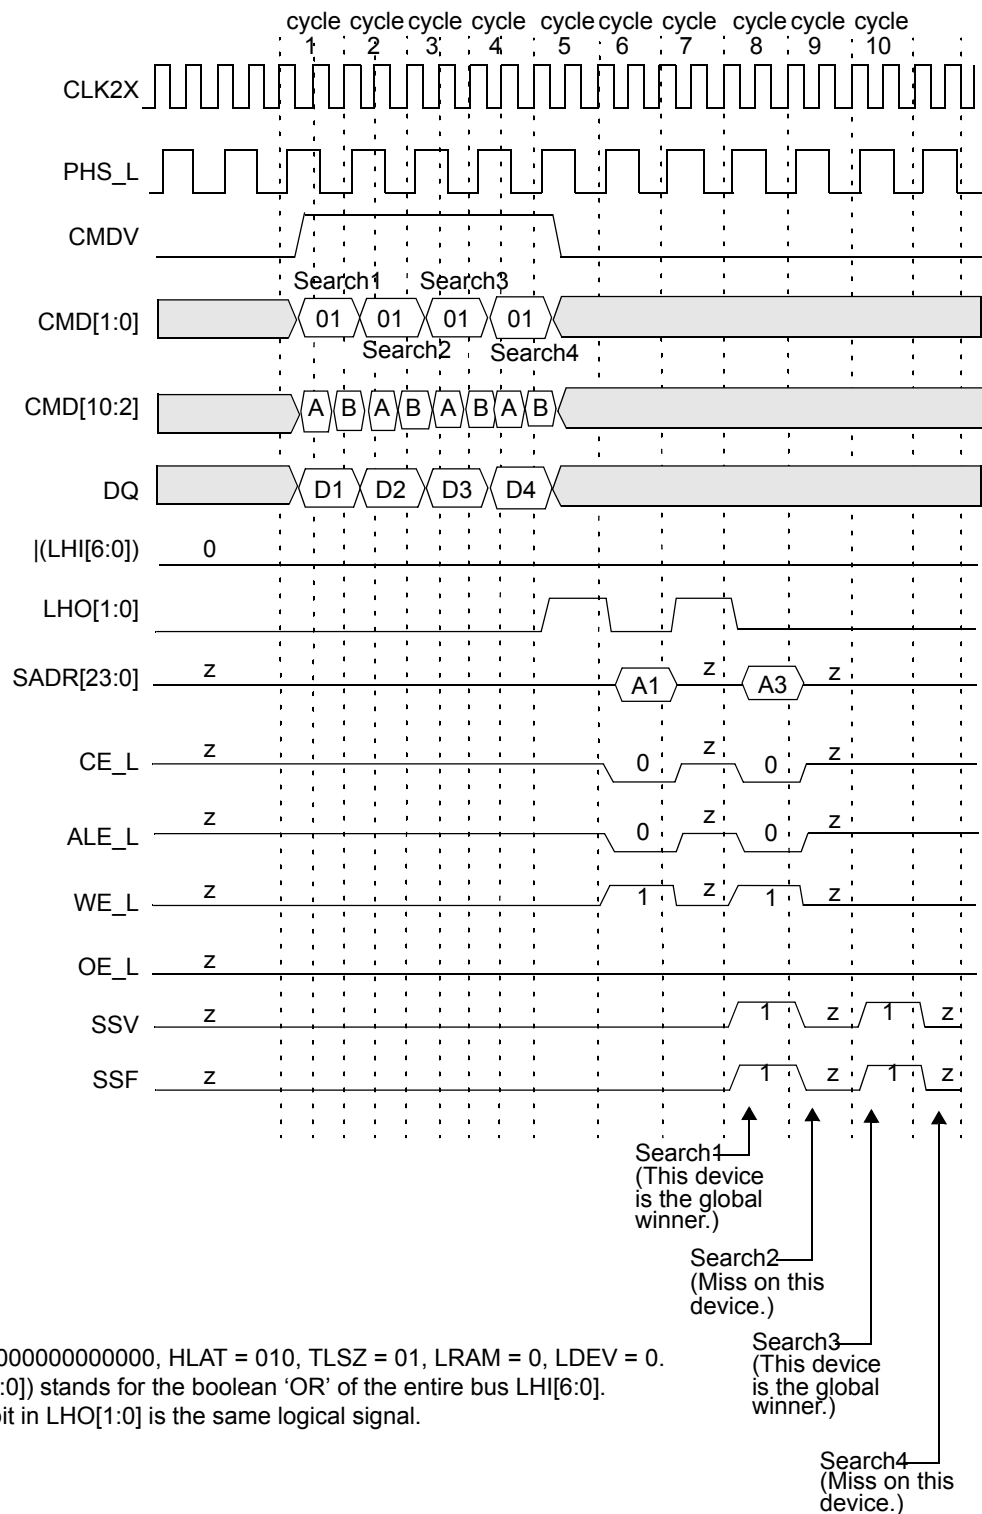 cycle cycle cycle cycle cycle cycle cycle cycle cycle cycle
1 2 3 4 5 6 7 8 9 10
CLK2X
PHS_L
CMDV
Search1 Search3
CMD[1:0] 01 01 01 01
Search2 Search4
CMD[10:2] A B A B A B A B
DQ D1 D2 D3 D4
|(LHI[6:0]) 0
LHO[1:0]
SADR[23:0] z A1 z A3 z
CE_L z 0 z 0 z
ALE_L z 0 z 0 z
WE_L z 1 z 1 z
OE_L z
SSV z 1 z 1 z
SSF z 1 z 1 z
Search1
(This device
is the global
winner.)
Search2
(Miss on this
device.)
Search3
(This device
is the global
winner.)
Search4
(Miss on this
device.)
000000000000, HLAT = 010, TLSZ = 01, LRAM = 0, LDEV = 0.
:0]) stands for the boolean ‘OR’ of the entire bus LHI[6:0].
bit in LHO[1:0] is the same logical signal.